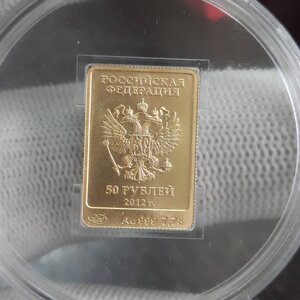 РОССИЙСКАЯ
ФЕДЕРАЦИЯ
50 РУБЛЕЙ
2012 г.
Au 999 7,78